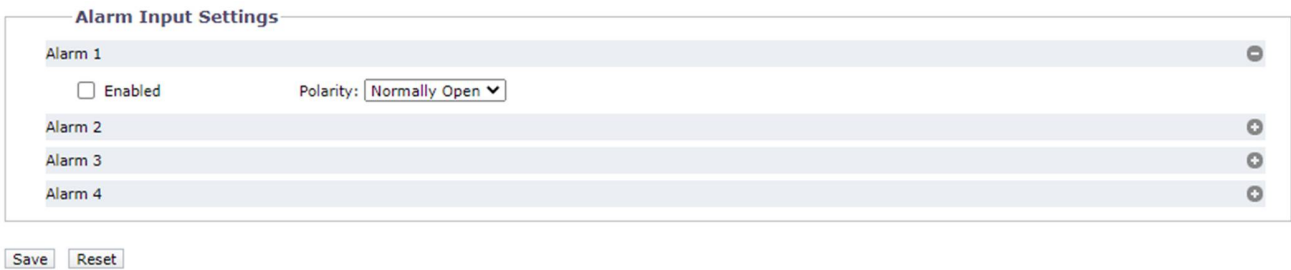 Alarm Input Settings
Alarm 1
Enabled Polarity: Normally Open
Alarm 2
Alarm 3
Alarm 4
Save Reset